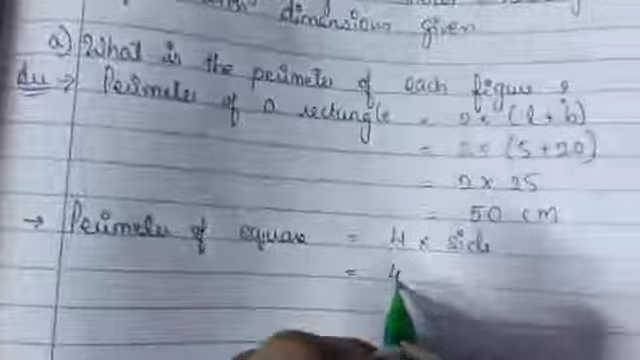 dimensions given
a) What is the perimeter of each figure ?
Au → Perimeter of a rectangle = 2 × (l + b)
= 2 × (5 + 20)
= 2 × 25
= 50 cm
→ Perimeter of square = 4 × side
= 4